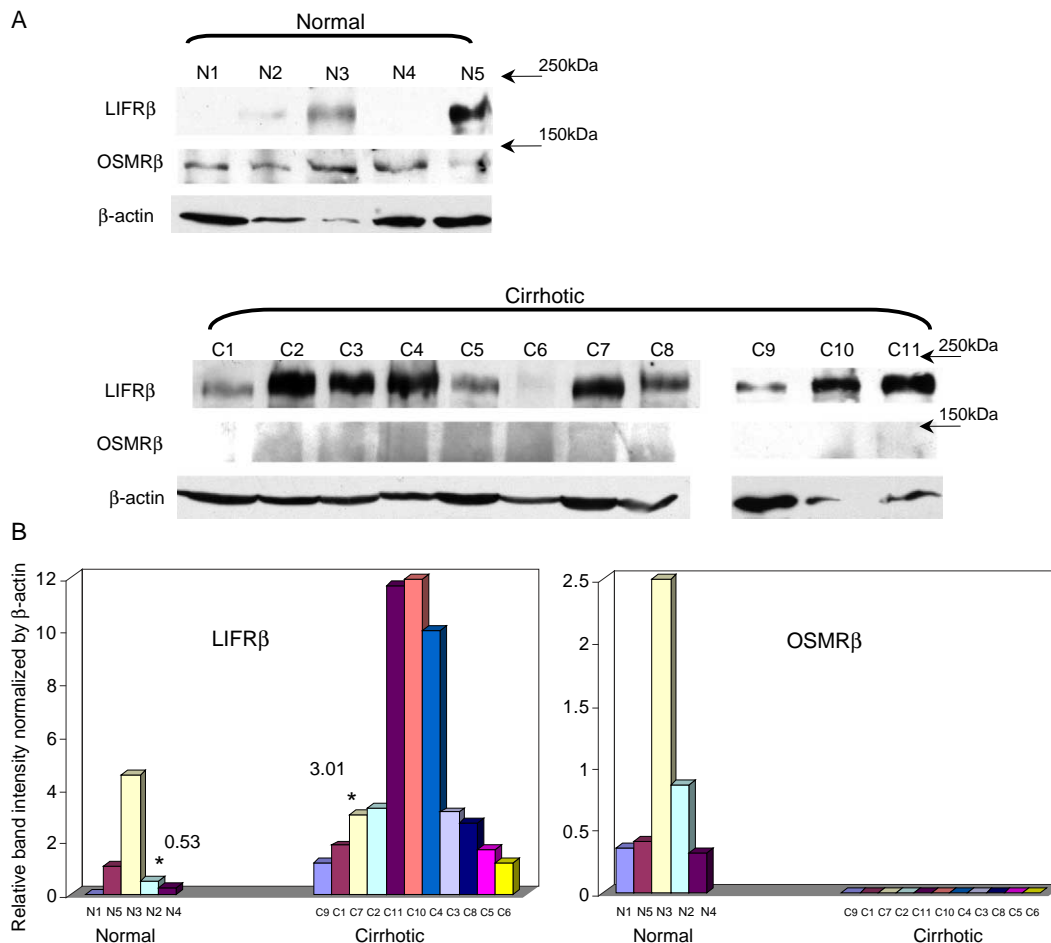 A
Normal
N1 N2 N3 N4 N5
250kDa
LIFRβ
150kDa
OSMRβ
β-actin
Cirrhotic
C1 C2 C3 C4 C5 C6 C7 C8 C9 C10 C11
250kDa
LIFRβ
150kDa
OSMRβ
β-actin
B
Relative band intensity normalized by β-actin
12
10
8
6
4
2
0
LIFRβ
3.01
*
*
0.53
N1 N5 N3 N2 N4
C9 C1 C7 C2 C11 C10 C4 C3 C8 C5 C6
Normal
Cirrhotic
2.5
2
1.5
1
0.5
0
OSMRβ
N1 N5 N3 N2 N4
C9 C1 C7 C2 C11 C10 C4 C3 C8 C5 C6
Normal
Cirrhotic